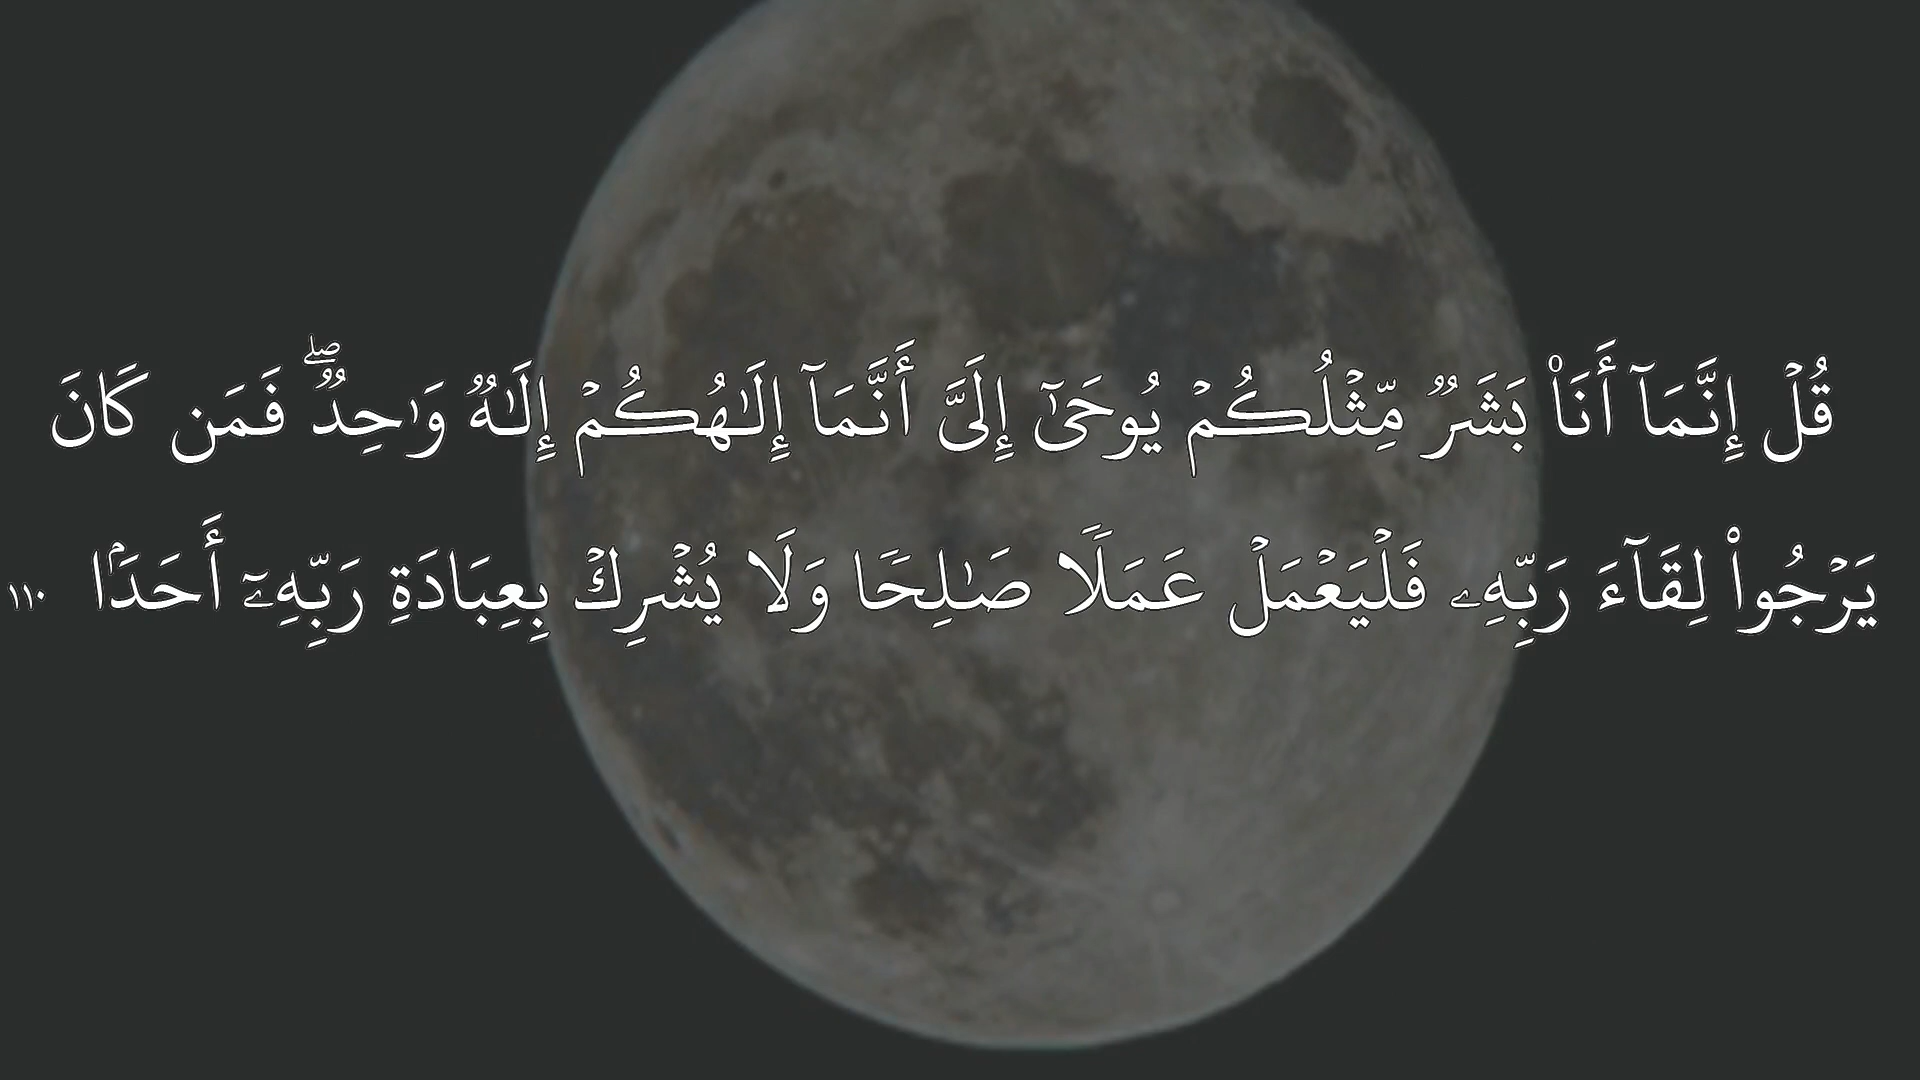 قُلۡ إِنَّمَآ أَنَا۠ بَشَرٞ مِّثۡلُكُمۡ يُوحَىٰٓ إِلَيَّ أَنَّمَآ إِلَٰهُكُمۡ إِلَٰهٞ وَٰحِدٞۖ فَمَن كَانَ
يَرۡجُواْ لِقَآءَ رَبِّهِۦ فَلۡيَعۡمَلۡ عَمَلٗا صَٰلِحٗا وَلَا يُشۡرِكۡ بِعِبَادَةِ رَبِّهِۦٓ أَحَدَۢا ١١٠